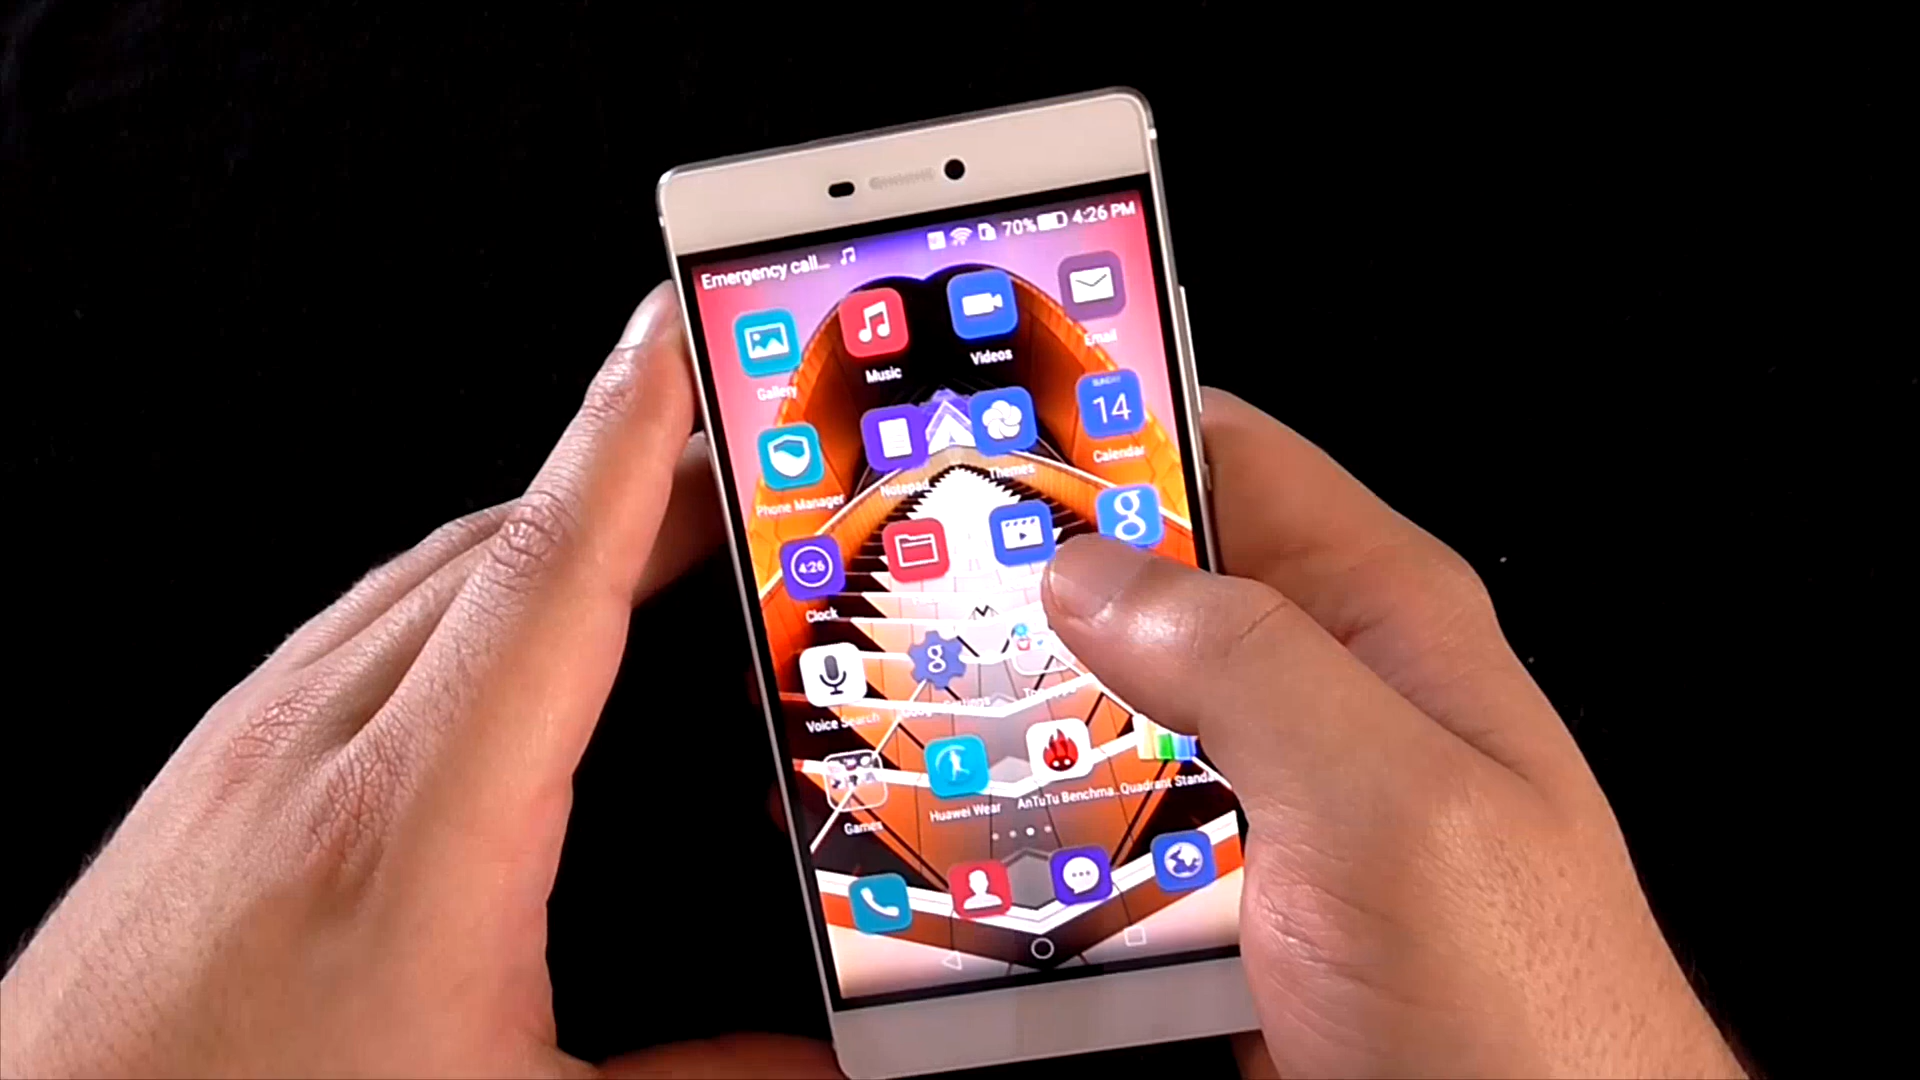 Emergency call... 70% 4:26 PM
Gallery Music Videos Email
SUNDAY
14
Phone Manager Notepad Themes Calendar
g
4:26
Clock
g
Voice Search
Games Huawei Wear AnTuTu Benchma... Quadrant Standa